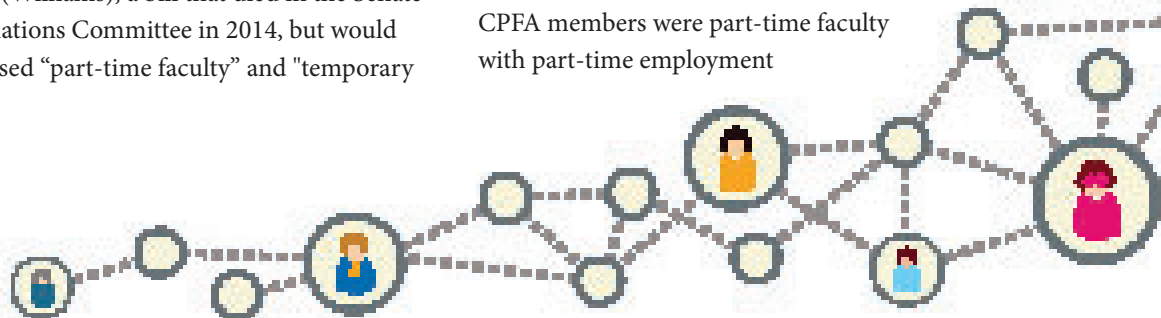 ations Committee in 2014, but would
sed “part-time faculty” and "temporary
CPFA members were part-time faculty
with part-time employment